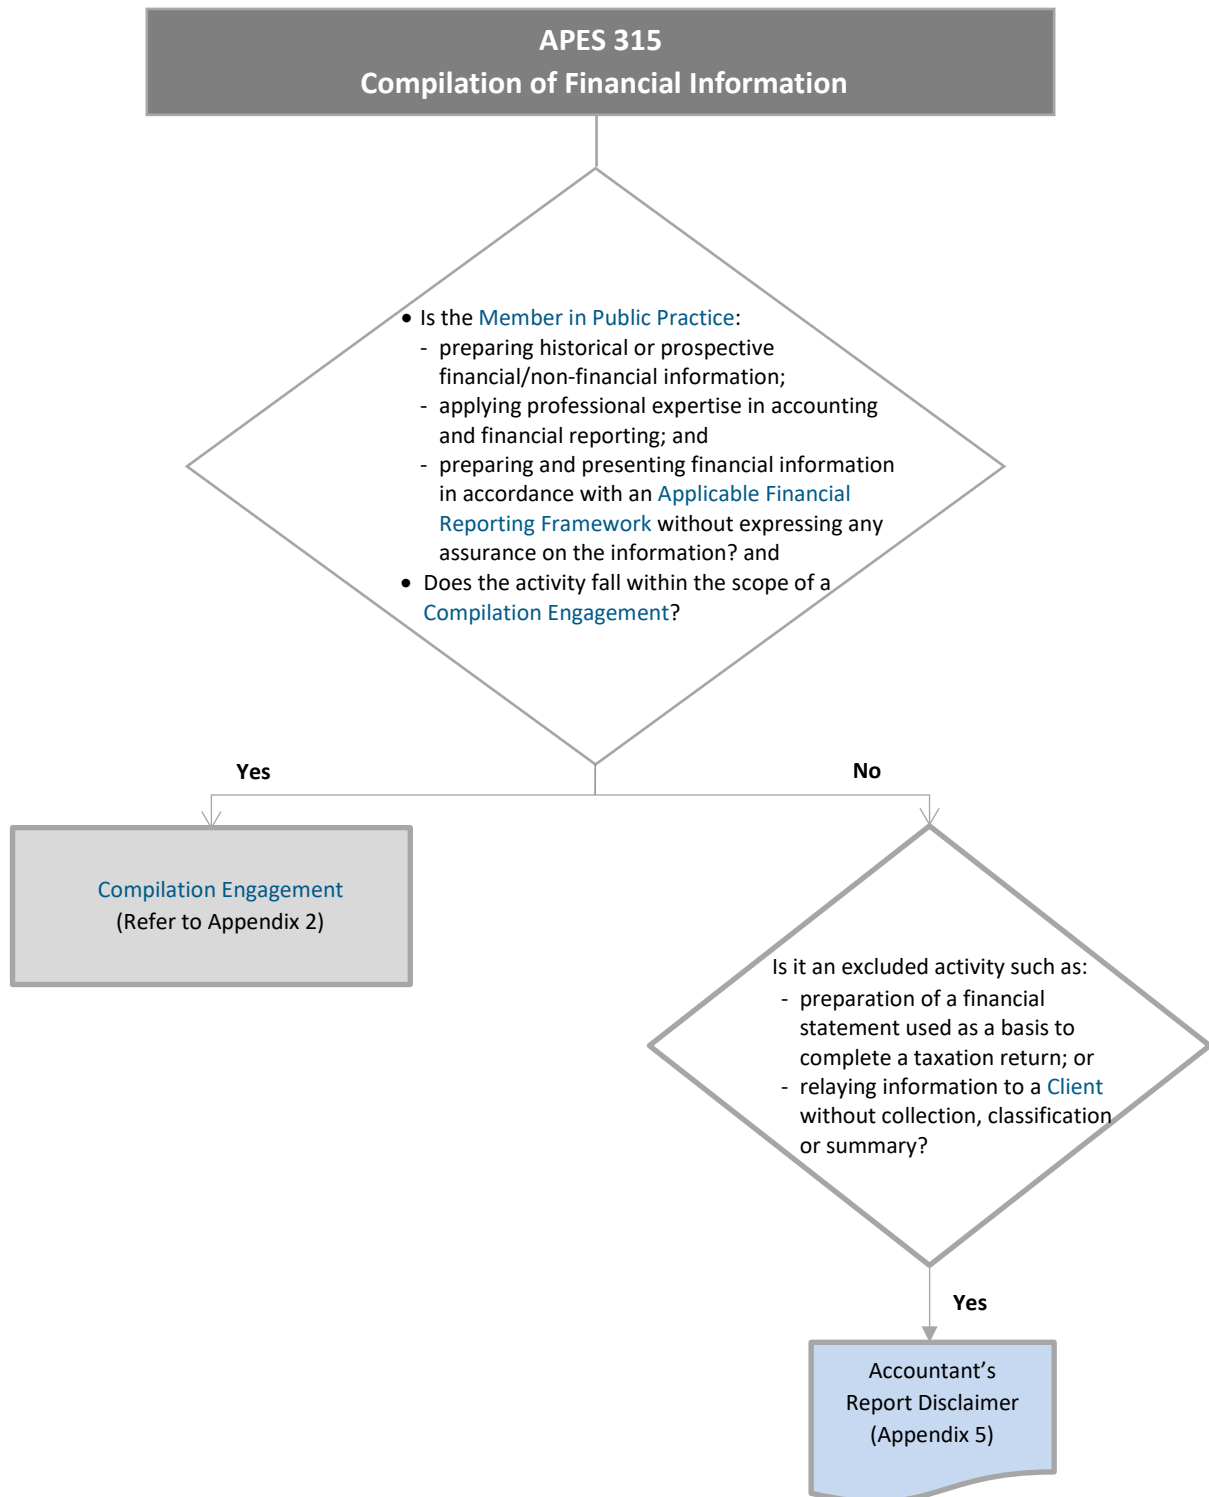 APES 315
Compilation of Financial Information
• Is the Member in Public Practice:
- preparing historical or prospective
financial/non-financial information;
- applying professional expertise in accounting
and financial reporting; and
- preparing and presenting financial information
in accordance with an Applicable Financial
Reporting Framework without expressing any
assurance on the information? and
• Does the activity fall within the scope of a
Compilation Engagement?
Yes
No
Compilation Engagement
(Refer to Appendix 2)
Is it an excluded activity such as:
- preparation of a financial
statement used as a basis to
complete a taxation return; or
- relaying information to a Client
without collection, classification
or summary?
Yes
Accountant’s
Report Disclaimer
(Appendix 5)